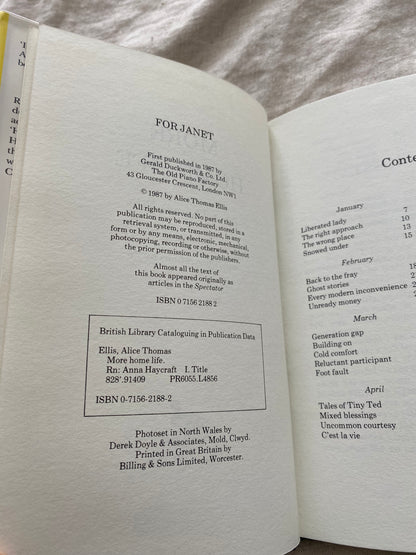 FOR JANET
First published in 1987 by
Gerald Duckworth & Co. Ltd.
The Old Piano Factory
43 Gloucester Crescent, London NW1
© 1987 by Alice Thomas Ellis
All rights reserved. No part of this
publication may be reproduced, stored in a
retrieval system, or transmitted, in any
form or by any means, electronic, mechanical,
photocopying, recording or otherwise, without
the prior permission of the publishers.
Almost all the text of
this book appeared originally as
articles in the Spectator
ISBN 0 7156 2188 2
British Library Cataloguing in Publication Data
Ellis, Alice Thomas
More home life.
Rn: Anna Haycraft I. Title
828'.91409 PR6055.L4856
ISBN 0-7156-2188-2
Photoset in North Wales by
Derek Doyle & Associates, Mold, Clwyd.
Printed in Great Britain by
Billing & Sons Limited, Worcester.
Conte
January
Liberated lady 7
The right approach 10
The wrong place 13
Snowed under 15
February
Back to the fray 18
Ghost stories 2
Every modern inconvenience 2
Unready money
March
Generation gap
Building on
Cold comfort
Reluctant participant
Foot fault
April
Tales of Tiny Ted
Mixed blessings
Uncommon courtesy
C'est la vie